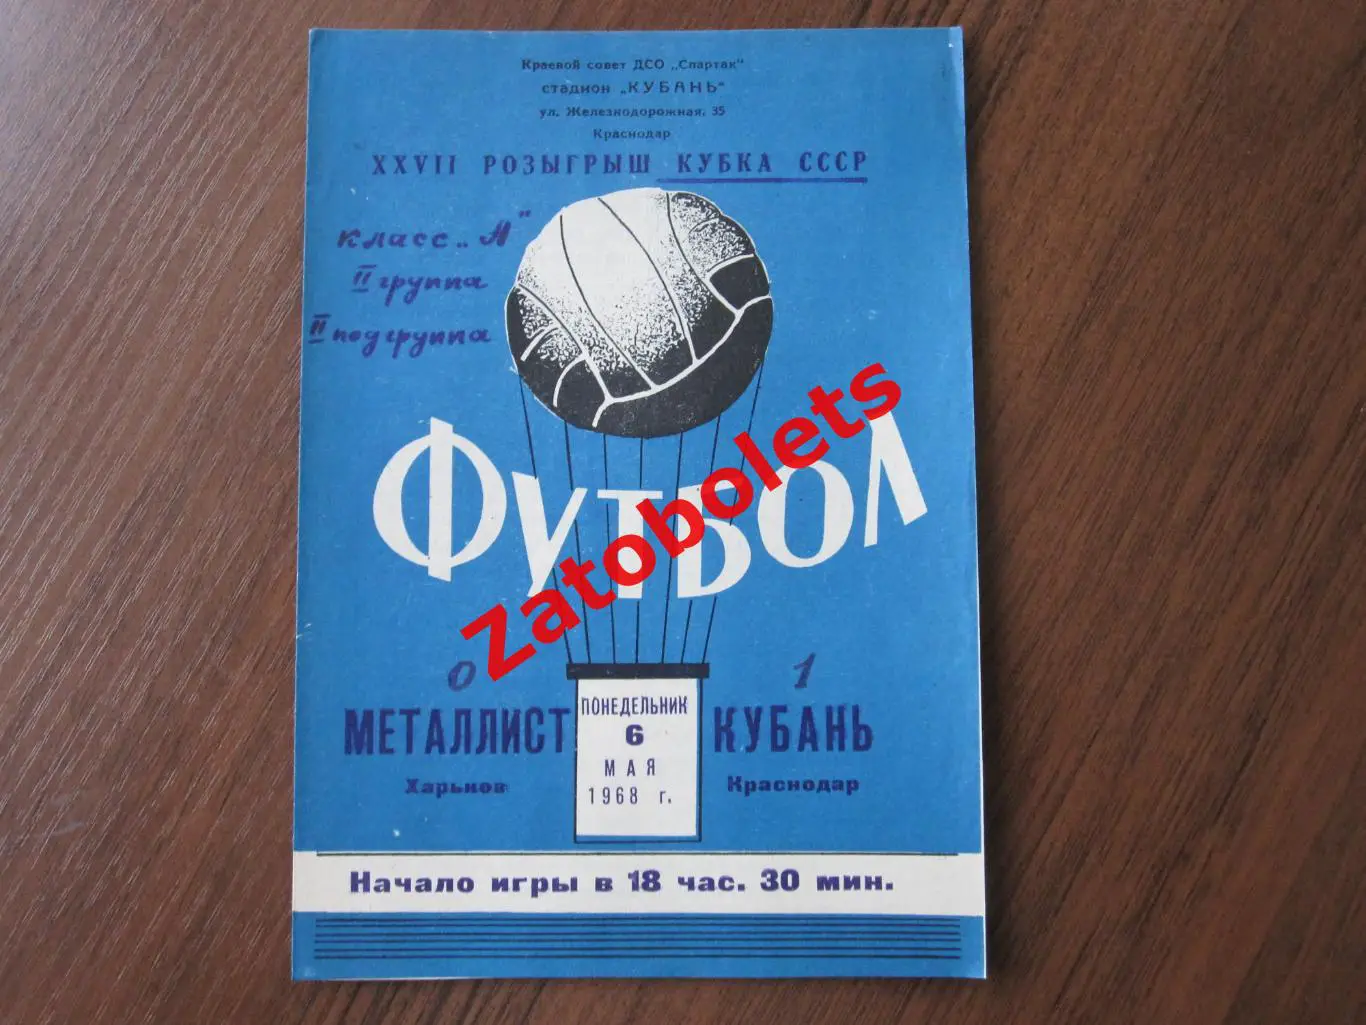 Краевой совет ДСО „Спартак"
стадион „КУБАНЬ"
ул. Железнодорожная, 35
Краснодар
XXVII РОЗЫГРЫШ КУБКА СССР
класс „А"
II группа
II подгруппа
ФУТБОЛ
Zatobolets
0 1
МЕТАЛЛИСТ
Харьков
ПОНЕДЕЛЬНИК
6
МАЯ
1968 г.
КУБАНЬ
Краснодар
Начало игры в 18 час. 30 мин.